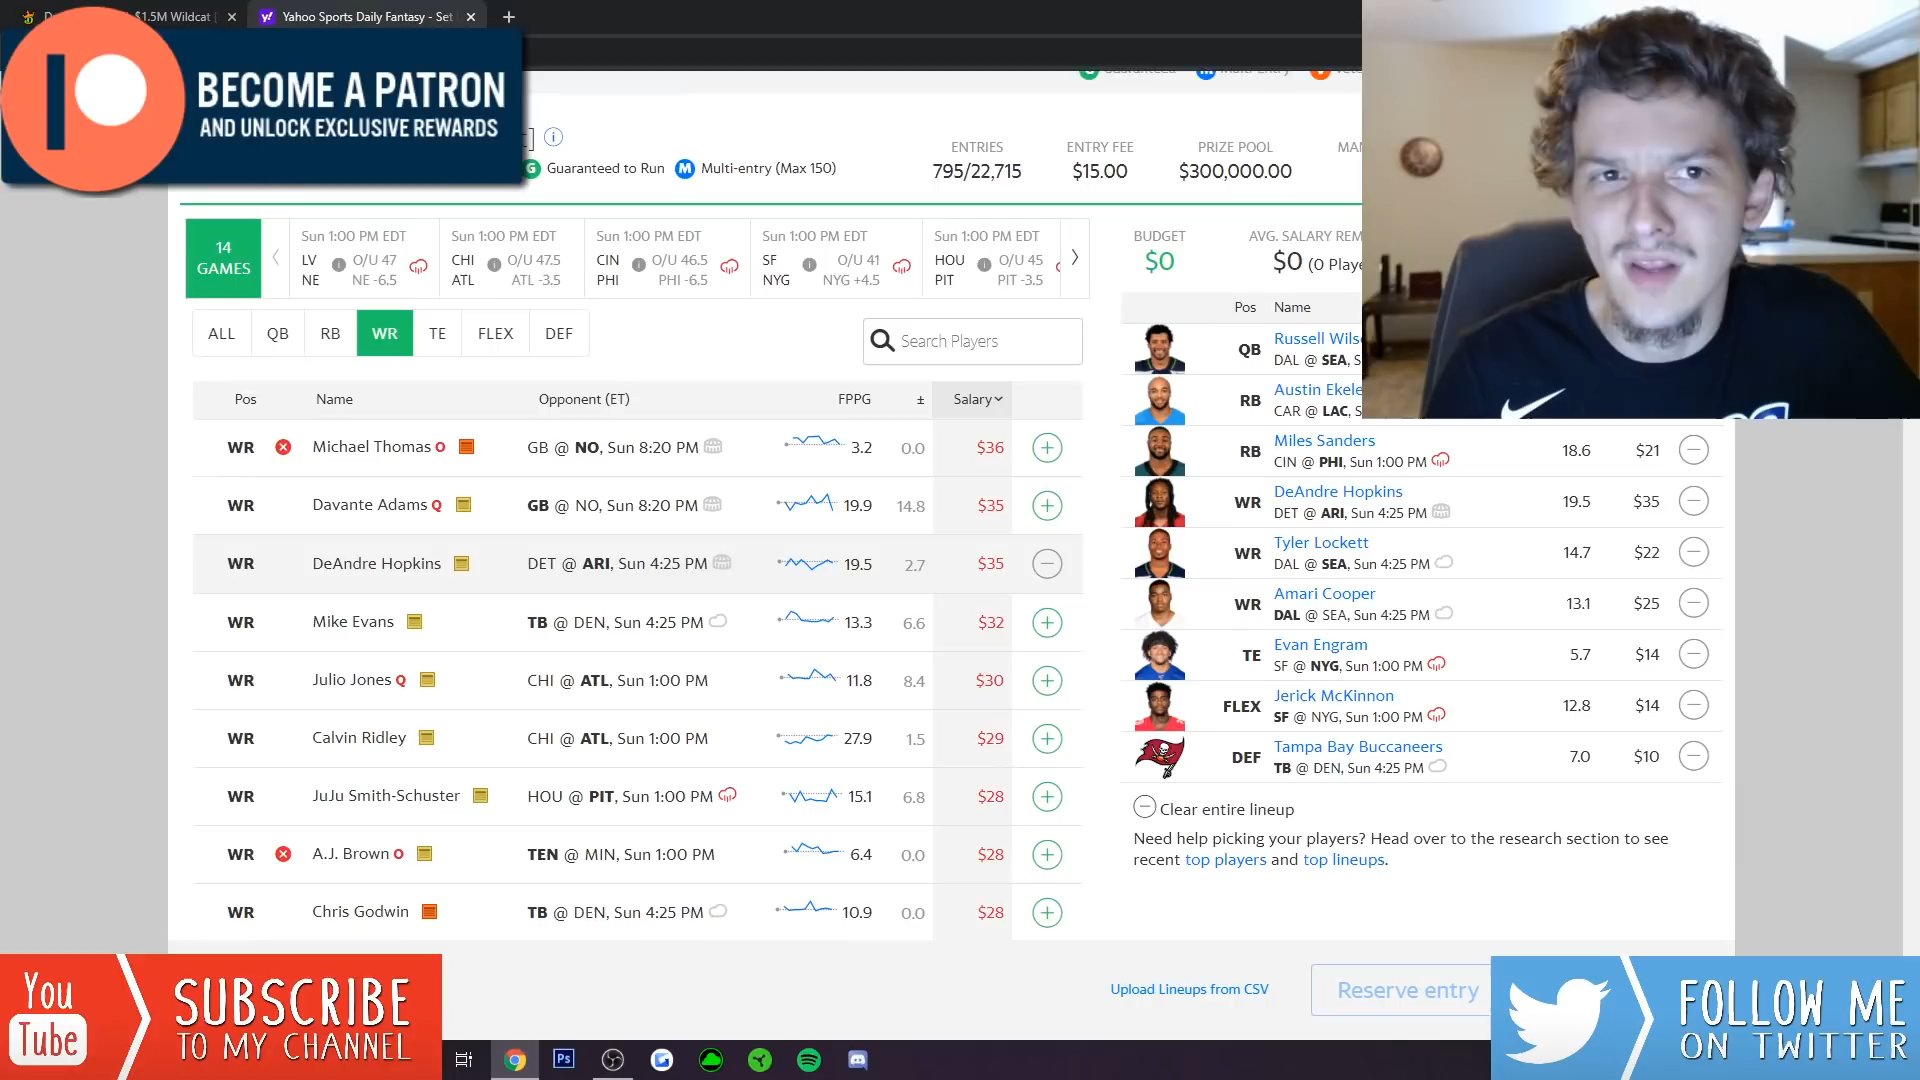 $1.5M Wildcat
Yahoo Sports Daily Fantasy - Set
BECOME A PATRON
AND UNLOCK EXCLUSIVE REWARDS
Guaranteed to Run M Multi-entry (Max 150)
ENTRIES ENTRY FEE PRIZE POOL
795/22,715 $15.00 $300,000.00
14 GAMES
Sun 1:00 PM EDT Sun 1:00 PM EDT Sun 1:00 PM EDT Sun 1:00 PM EDT Sun 1:00 PM EDT
LV O/U 47 CHI O/U 47.5 CIN O/U 46.5 SF O/U 41 HOU O/U 45
NE NE -6.5 ATL ATL -3.5 PHI PHI -6.5 NYG NYG +4.5 PIT PIT -3.5
BUDGET AVG. SALARY REM
$0 $0 (0 Playe
ALL QB RB WR TE FLEX DEF
Search Players
Pos Name Opponent (ET) FPPG ± Salary
WR Michael Thomas O GB @ NO, Sun 8:20 PM 3.2 0.0 $36
WR Davante Adams Q GB @ NO, Sun 8:20 PM 19.9 14.8 $35
WR DeAndre Hopkins DET @ ARI, Sun 4:25 PM 19.5 2.7 $35
WR Mike Evans TB @ DEN, Sun 4:25 PM 13.3 6.6 $32
WR Julio Jones Q CHI @ ATL, Sun 1:00 PM 11.8 8.4 $30
WR Calvin Ridley CHI @ ATL, Sun 1:00 PM 27.9 1.5 $29
WR JuJu Smith-Schuster HOU @ PIT, Sun 1:00 PM 15.1 6.8 $28
WR A.J. Brown O TEN @ MIN, Sun 1:00 PM 6.4 0.0 $28
WR Chris Godwin TB @ DEN, Sun 4:25 PM 10.9 0.0 $28
Pos Name
QB Russell Wils
DAL @ SEA, S
RB Austin Ekele
CAR @ LAC, S
RB Miles Sanders 18.6 $21
CIN @ PHI, Sun 1:00 PM
WR DeAndre Hopkins 19.5 $35
DET @ ARI, Sun 4:25 PM
WR Tyler Lockett 14.7 $22
DAL @ SEA, Sun 4:25 PM
WR Amari Cooper 13.1 $25
DAL @ SEA, Sun 4:25 PM
TE Evan Engram 5.7 $14
SF @ NYG, Sun 1:00 PM
FLEX Jerick McKinnon 12.8 $14
SF @ NYG, Sun 1:00 PM
DEF Tampa Bay Buccaneers 7.0 $10
TB @ DEN, Sun 4:25 PM
Clear entire lineup
Need help picking your players? Head over to the research section to see
recent top players and top lineups.
Upload Lineups from CSV
Reserve entry
You Tube
SUBSCRIBE
TO MY CHANNEL
Ps
FOLLOW ME
ON TWITTER